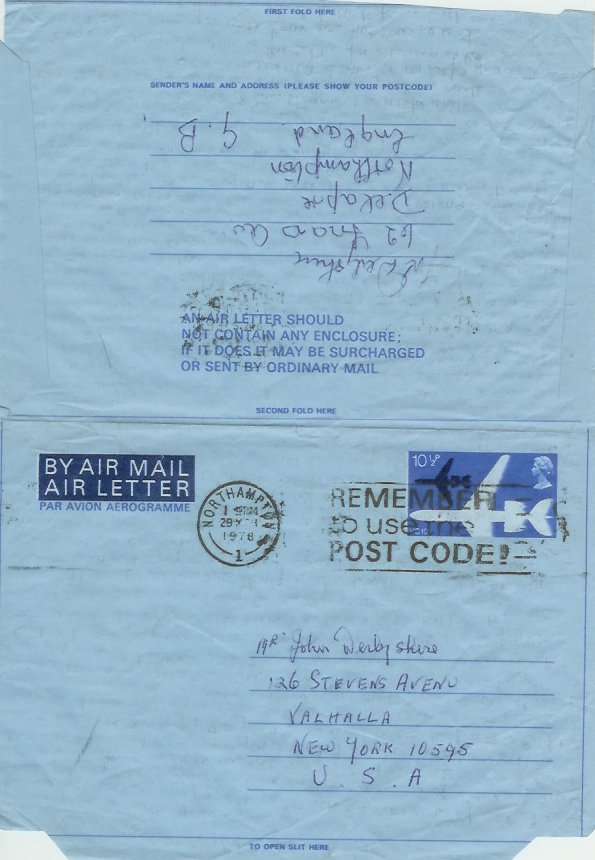 FIRST FOLD HERE
SENDER'S NAME AND ADDRESS (PLEASE SHOW YOUR POSTCODE)
Derbyshire
62
Delapre
Northampton
England. G.B
AN AIR LETTER SHOULD
NOT CONTAIN ANY ENCLOSURE;
IF IT DOES IT MAY BE SURCHARGED
OR SENT BY ORDINARY MAIL
SECOND FOLD HERE
BY AIR MAIL
AIR LETTER
PAR AVION AEROGRAMME
10½P
NORTHAMPTON
1978
1
REMEMBER
to use the
POST CODE!
Mr John Derbyshire
126 STEVENS AVENU
VALHALLA
NEW YORK 10595
U. S. A
TO OPEN SLIT HERE